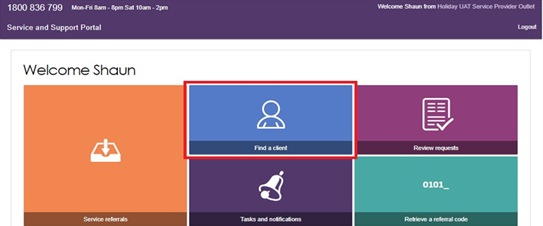 1800 836 799 Mon-Fri 8am - 8pm Sat 10am - 2pm Welcome Shaun from Holiday UAT Service Provider Outlet
Service and Support Portal Logout
Welcome Shaun
Find a client Review requests
0101_
Service referrals Tasks and notifications Retrieve a referral code